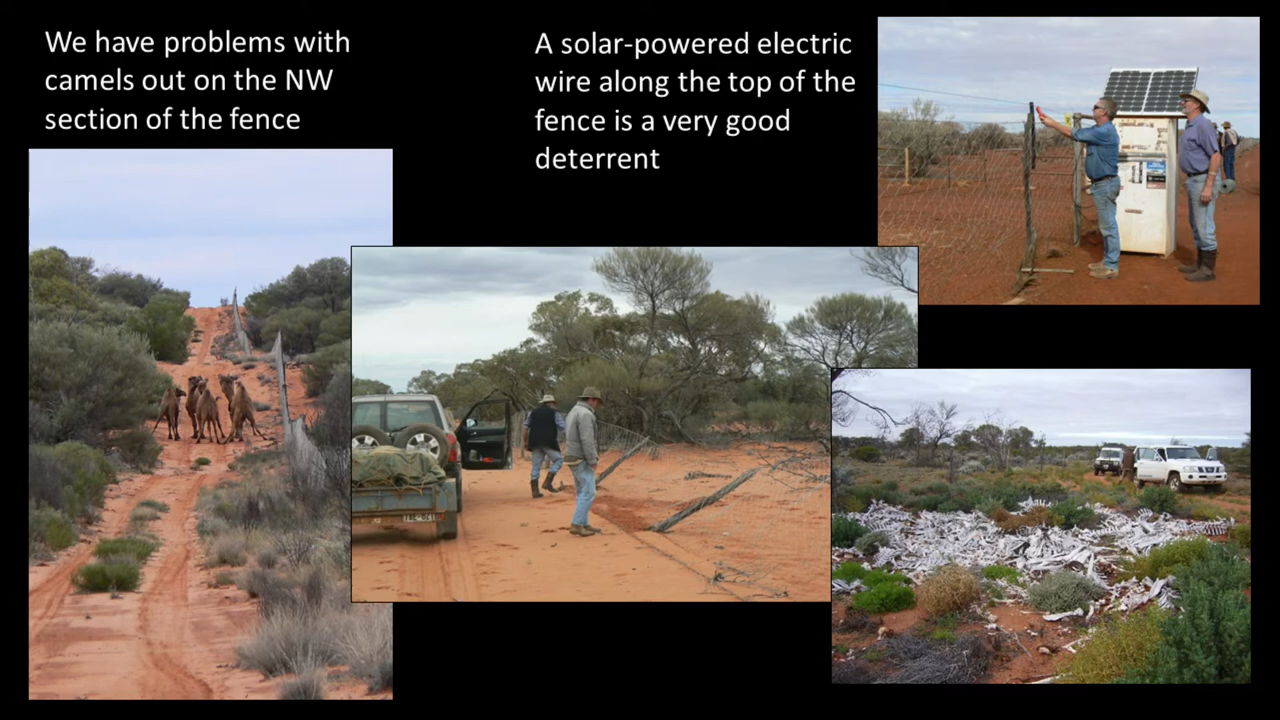 We have problems with
camels out on the NW
section of the fence
A solar-powered electric
wire along the top of the
fence is a very good
deterrent